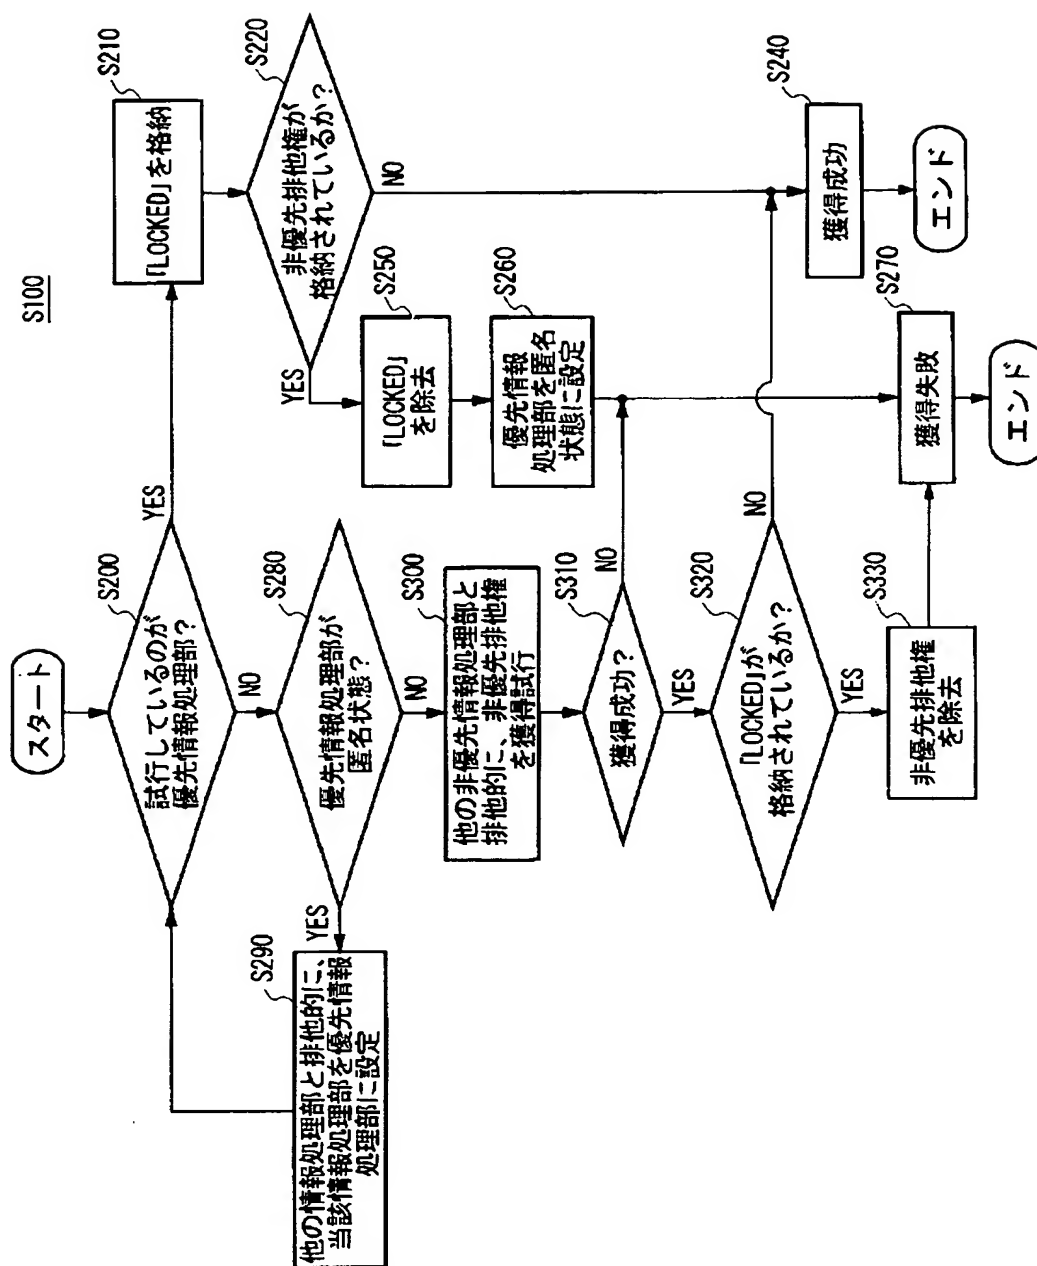 S100
スタート
S200
試行しているのが
優先情報処理部？
YES
NO
S210
「LOCKED」を格納
S220
非優先排他権が
格納されているか？
YES
NO
S240
獲得成功
エンド
S250
「LOCKED」
を除去
S260
優先情報
処理部を匿名
状態に設定
S270
獲得失敗
エンド
S280
優先情報処理部が
匿名状態？
YES
NO
S290
他の情報処理部と排他的に、
当該情報処理部を優先情報
処理部に設定
S300
他の非優先情報処理部と
排他的に、非優先排他権
を獲得試行
S310
獲得成功？
NO
YES
S320
「LOCKED」が
格納されているか？
NO
YES
S330
非優先排他権
を除去